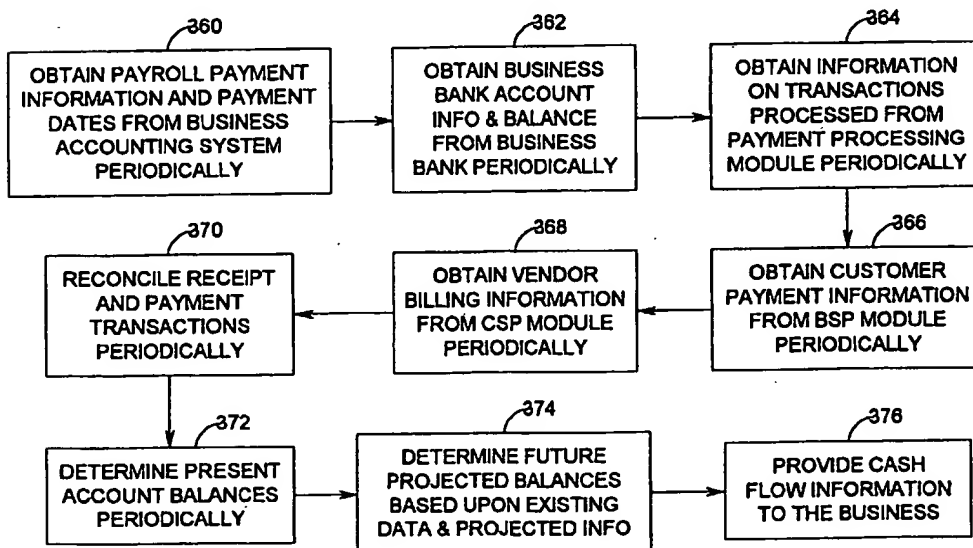 360
OBTAIN PAYROLL PAYMENT
INFORMATION AND PAYMENT
DATES FROM BUSINESS
ACCOUNTING SYSTEM
PERIODICALLY
362
OBTAIN BUSINESS
BANK ACCOUNT
INFO & BALANCE
FROM BUSINESS
BANK PERIODICALLY
364
OBTAIN INFORMATION
ON TRANSACTIONS
PROCESSED FROM
PAYMENT PROCESSING
MODULE PERIODICALLY
366
OBTAIN CUSTOMER
PAYMENT INFORMATION
FROM BSP MODULE
PERIODICALLY
368
OBTAIN VENDOR
BILLING INFORMATION
FROM CSP MODULE
PERIODICALLY
370
RECONCILE RECEIPT
AND PAYMENT
TRANSACTIONS
PERIODICALLY
372
DETERMINE PRESENT
ACCOUNT BALANCES
PERIODICALLY
374
DETERMINE FUTURE
PROJECTED BALANCES
BASED UPON EXISTING
DATA & PROJECTED INFO
376
PROVIDE CASH
FLOW INFORMATION
TO THE BUSINESS